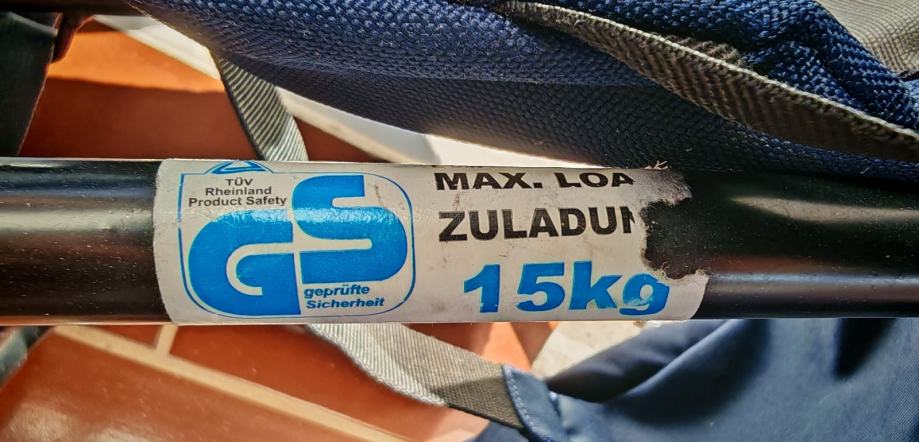 TÜV
Rheinland
Product Safety
GS
geprüfte
Sicherheit
MAX. LOA
ZULADUN
15kg